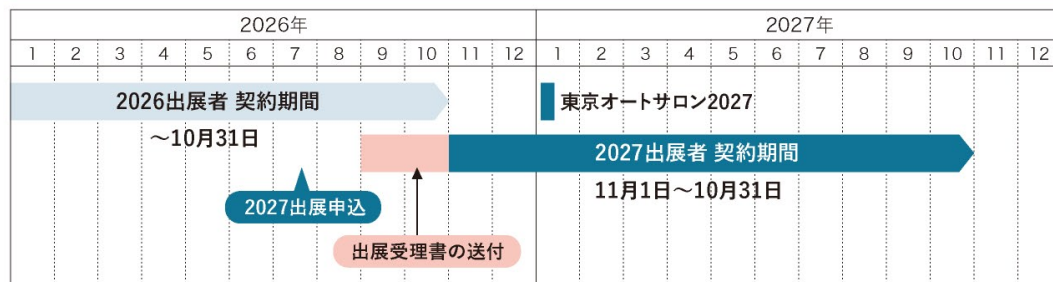 2026年 2027年
1 2 3 4 5 6 7 8 9 10 11 12 1 2 3 4 5 6 7 8 9 10 11 12
2026出展者 契約期間
東京オートサロン2027
～10月31日
2027出展者 契約期間
11月1日～10月31日
2027出展申込
出展受理書の送付